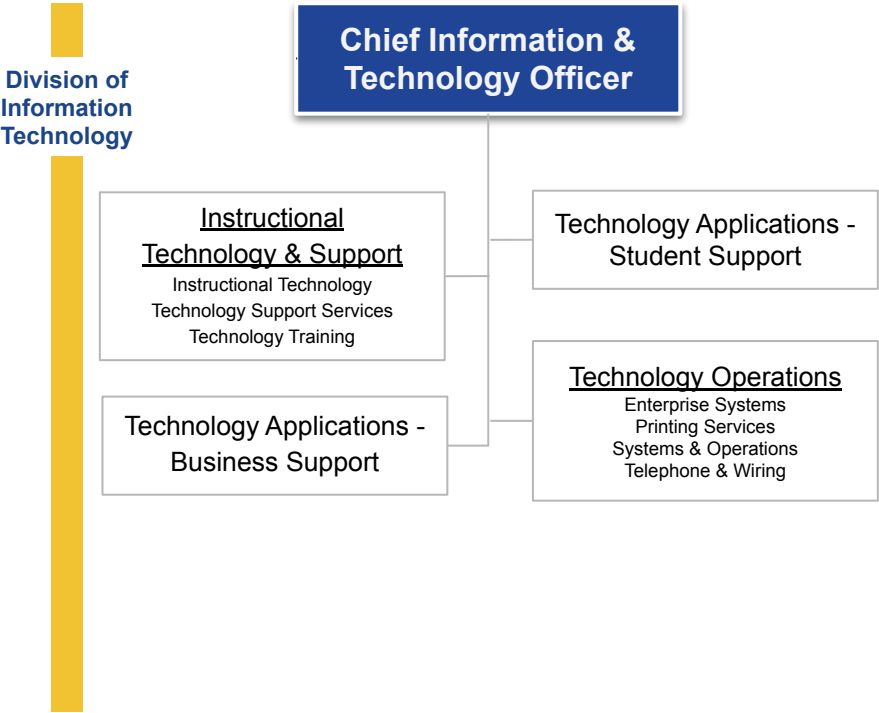 Chief Information &
Technology Officer
Division of
Information
Technology
Instructional
Technology & Support
Instructional Technology
Technology Support Services
Technology Training
Technology Applications -
Student Support
Technology Applications -
Business Support
Technology Operations
Enterprise Systems
Printing Services
Systems & Operations
Telephone & Wiring